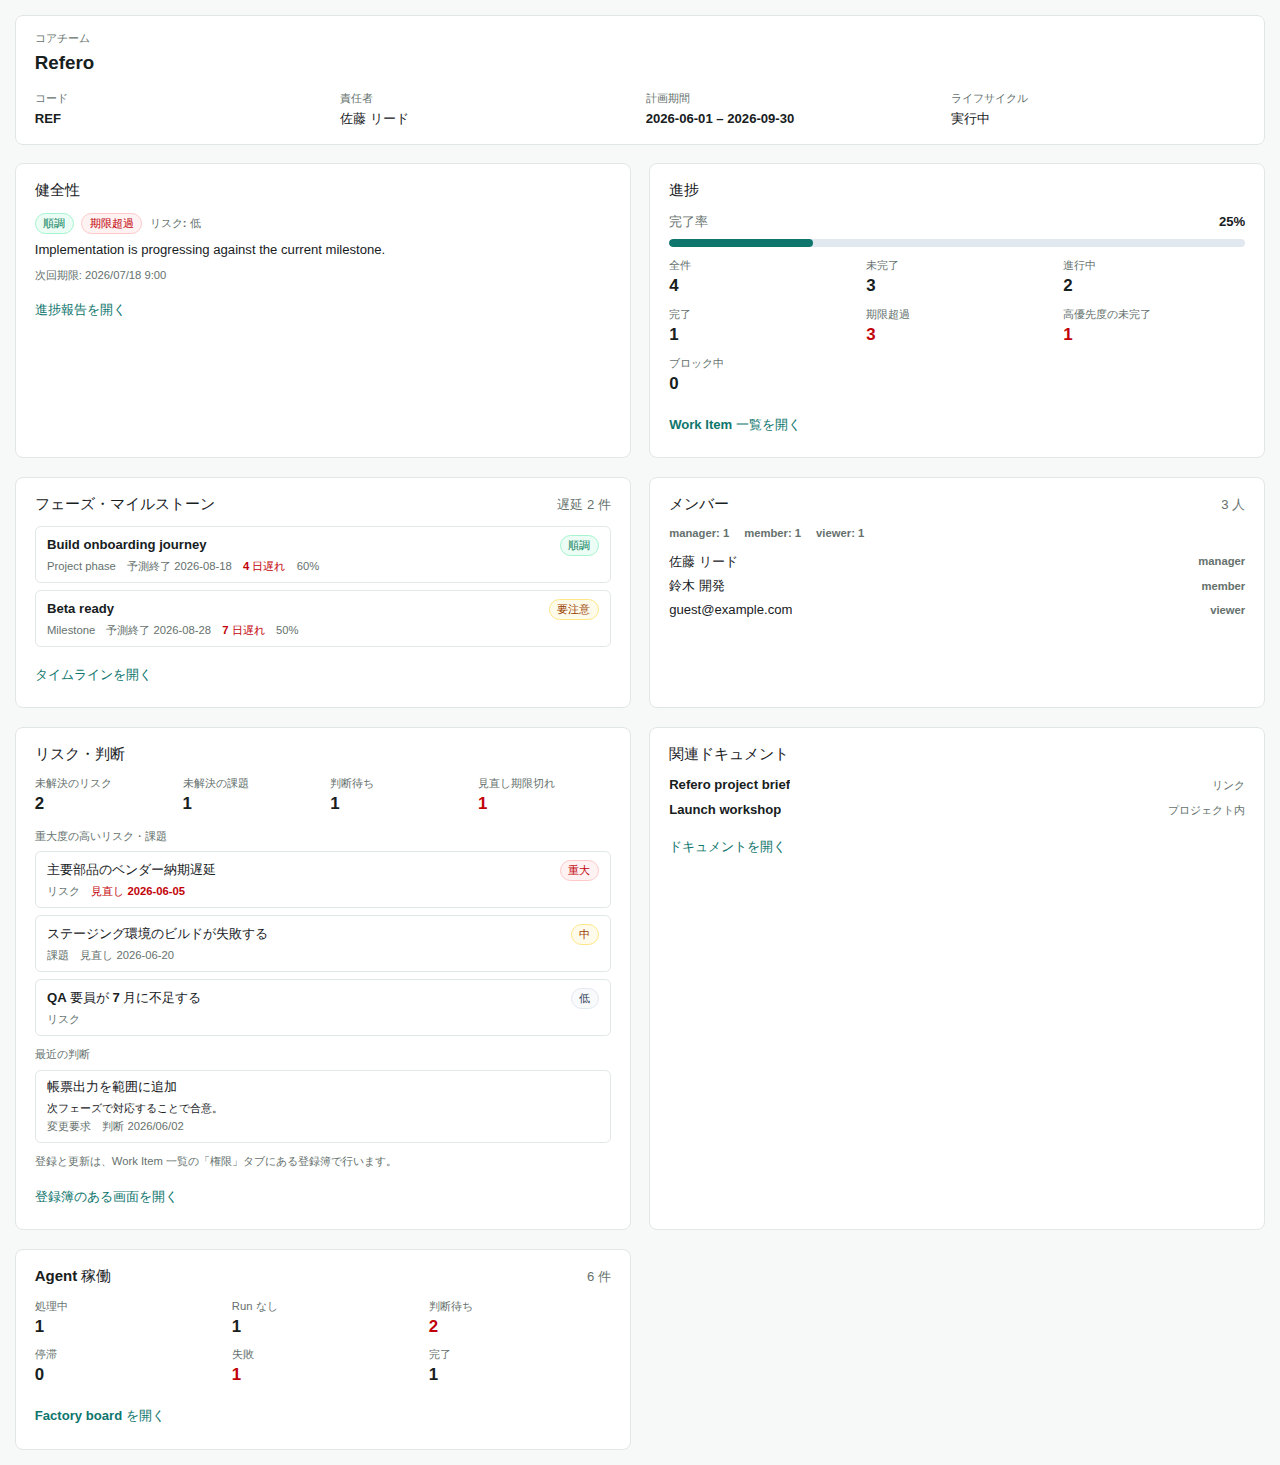 コアチーム
Refero
コード 責任者 計画期間 ライフサイクル
REF 佐藤 リード 2026-06-01 – 2026-09-30 実行中
健全性
順調 期限超過 リスク: 低
Implementation is progressing against the current milestone.
次回期限: 2026/07/18 9:00
進捗報告を開く
進捗
完了率 25%
全件 未完了 進行中
4 3 2
完了 期限超過 高優先度の未完了
1 3 1
ブロック中
0
Work Item 一覧を開く
フェーズ・マイルストーン 遅延 2 件
Build onboarding journey 順調
Project phase 予測終了 2026-08-18 4 日遅れ 60%
Beta ready 要注意
Milestone 予測終了 2026-08-28 7 日遅れ 50%
タイムラインを開く
メンバー 3 人
manager: 1 member: 1 viewer: 1
佐藤 リード manager
鈴木 開発 member
guest@example.com viewer
リスク・判断
未解決のリスク 未解決の課題 判断待ち 見直し期限切れ
2 1 1 1
重大度の高いリスク・課題
主要部品のベンダー納期遅延 重大
リスク 見直し 2026-06-05
ステージング環境のビルドが失敗する 中
課題 見直し 2026-06-20
QA 要員が 7 月に不足する 低
リスク
最近の判断
帳票出力を範囲に追加
次フェーズで対応することで合意。
変更要求 判断 2026/06/02
登録と更新は、Work Item 一覧の「権限」タブにある登録簿で行います。
登録簿のある画面を開く
関連ドキュメント
Refero project brief リンク
Launch workshop プロジェクト内
ドキュメントを開く
Agent 稼働 6 件
処理中 Run なし 判断待ち
1 1 2
停滞 失敗 完了
0 1 1
Factory board を開く